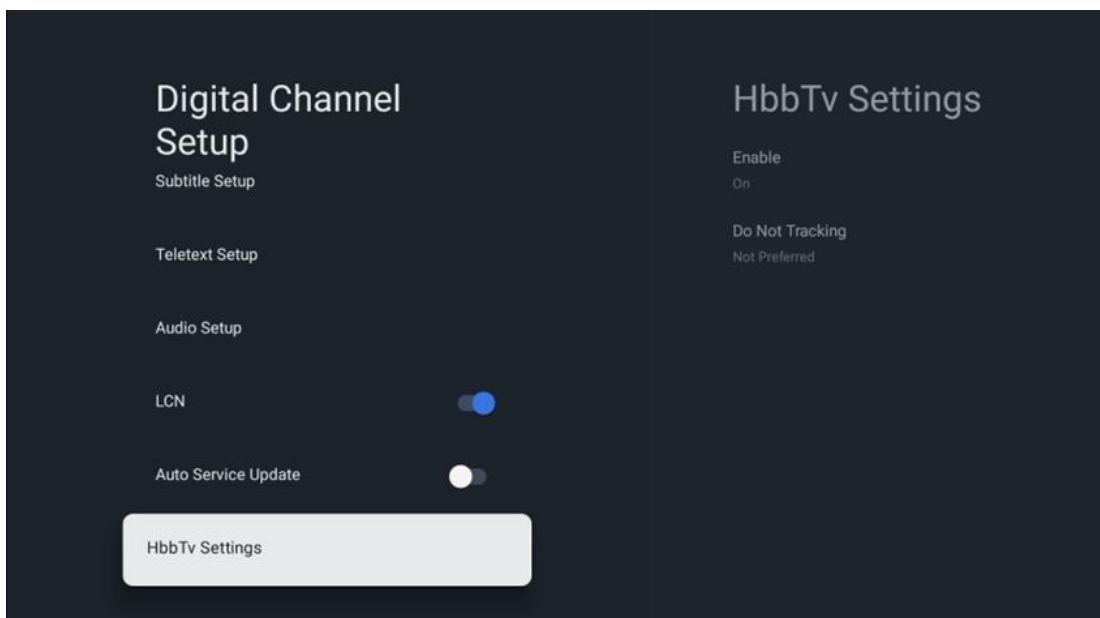 Digital Channel
Setup
Subtitle Setup
Teletext Setup
Audio Setup
LCN
Auto Service Update
HbbTv Settings
HbbTv Settings
Enable
On
Do Not Tracking
Not Preferred